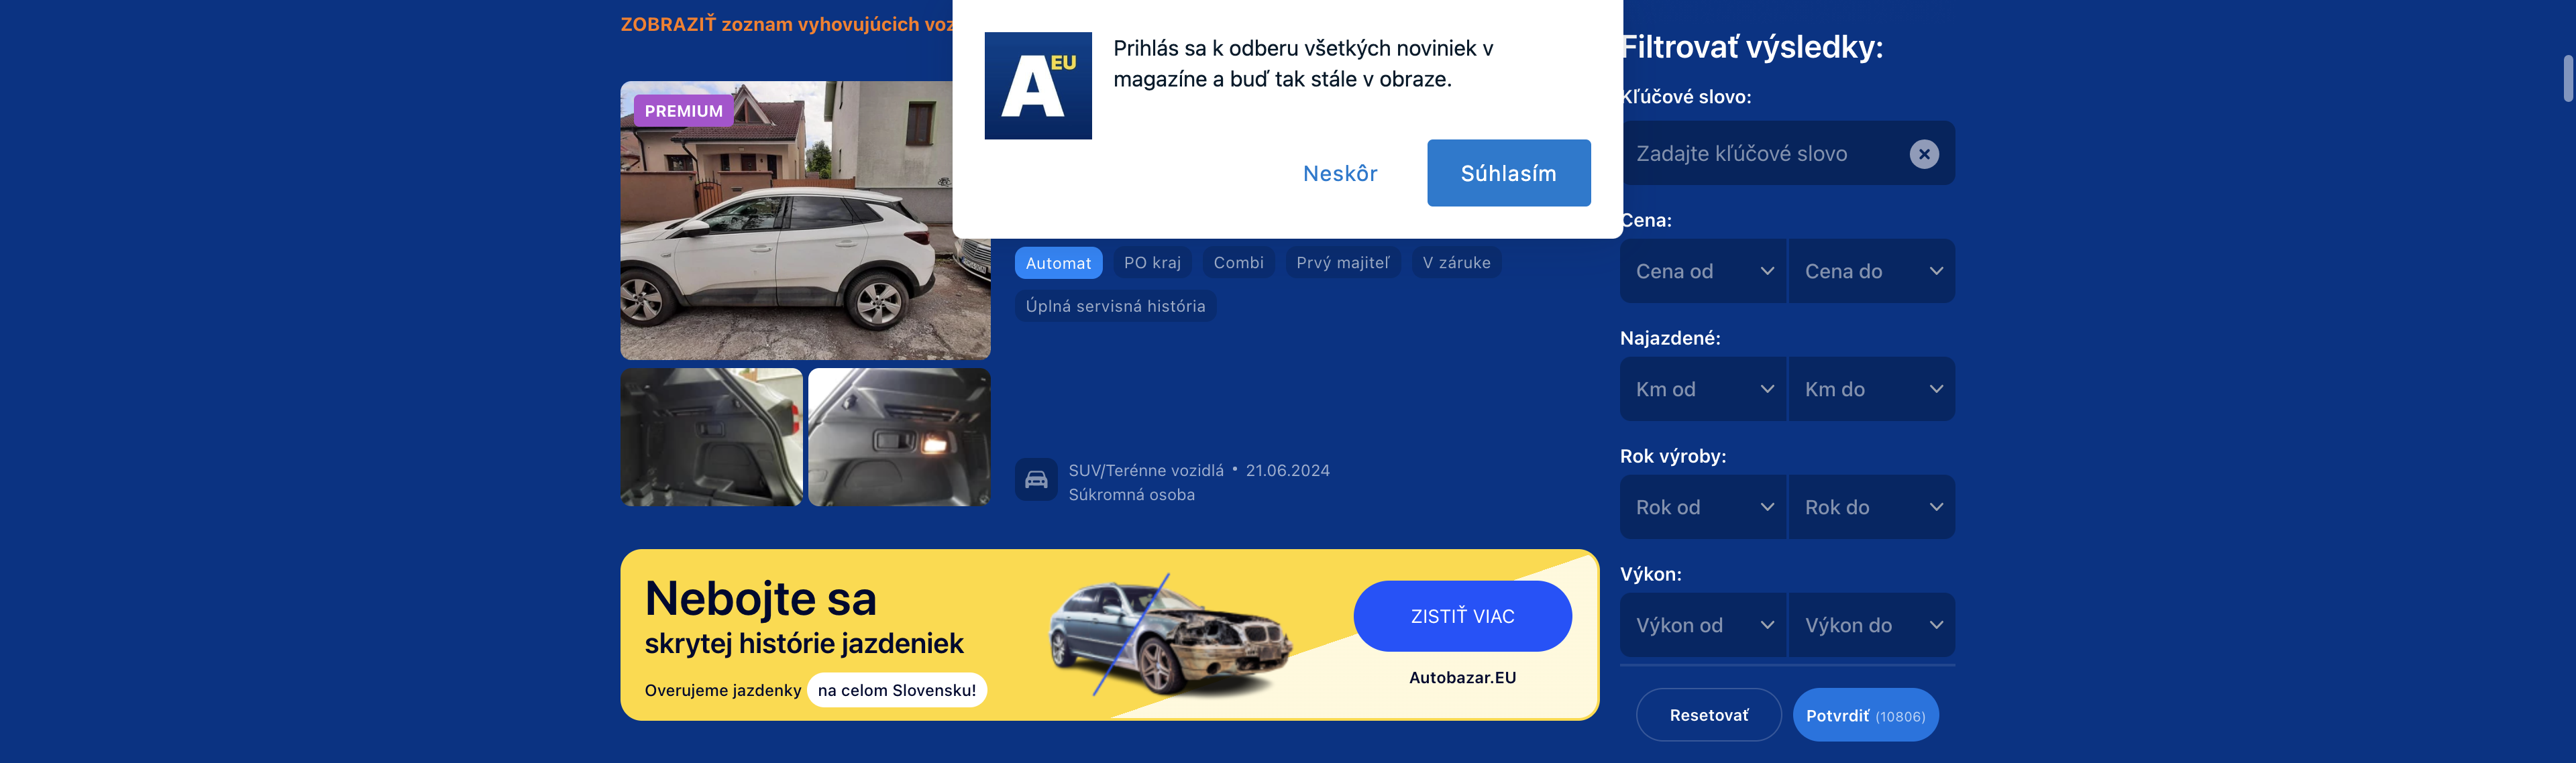 ZOBRAZIŤ zoznam vyhovujúcich voz
PREMIUM
AEU
Prihlás sa k odberu všetkých noviniek v
magazíne a buď tak stále v obraze.
Neskôr
Súhlasím
Automat
PO kraj
Combi
Prvý majiteľ
V záruke
Úplná servisná história
SUV/Terénne vozidlá • 21.06.2024
Súkromná osoba
Nebojte sa
skrytej histórie jazdeniek
Overujeme jazdenky na celom Slovensku!
ZISTIŤ VIAC
Autobazar.EU
Filtrovať výsledky:
Kľúčové slovo:
Zadajte kľúčové slovo
Cena:
Cena od
Cena do
Najazdené:
Km od
Km do
Rok výroby:
Rok od
Rok do
Výkon:
Výkon od
Výkon do
Resetovať
Potvrdiť (10806)